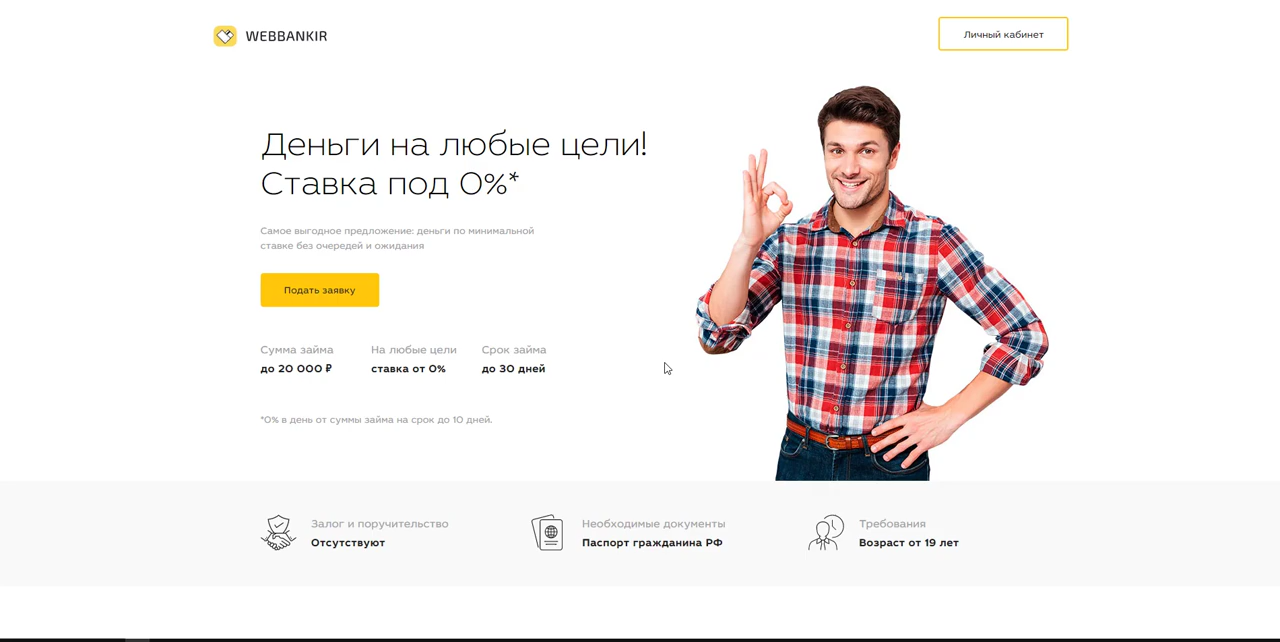 WEBBANKIR
Личный кабинет
Деньги на любые цели!
Ставка под 0%*
Самое выгодное предложение: деньги по минимальной
ставке без очередей и ожидания
Подать заявку
Сумма займа
до 20 000 ₽
На любые цели
ставка от 0%
Срок займа
до 30 дней
*0% в день от суммы займа на срок до 10 дней.
Залог и поручительство
Отсутствуют
Необходимые документы
Паспорт гражданина РФ
Требования
Возраст от 19 лет